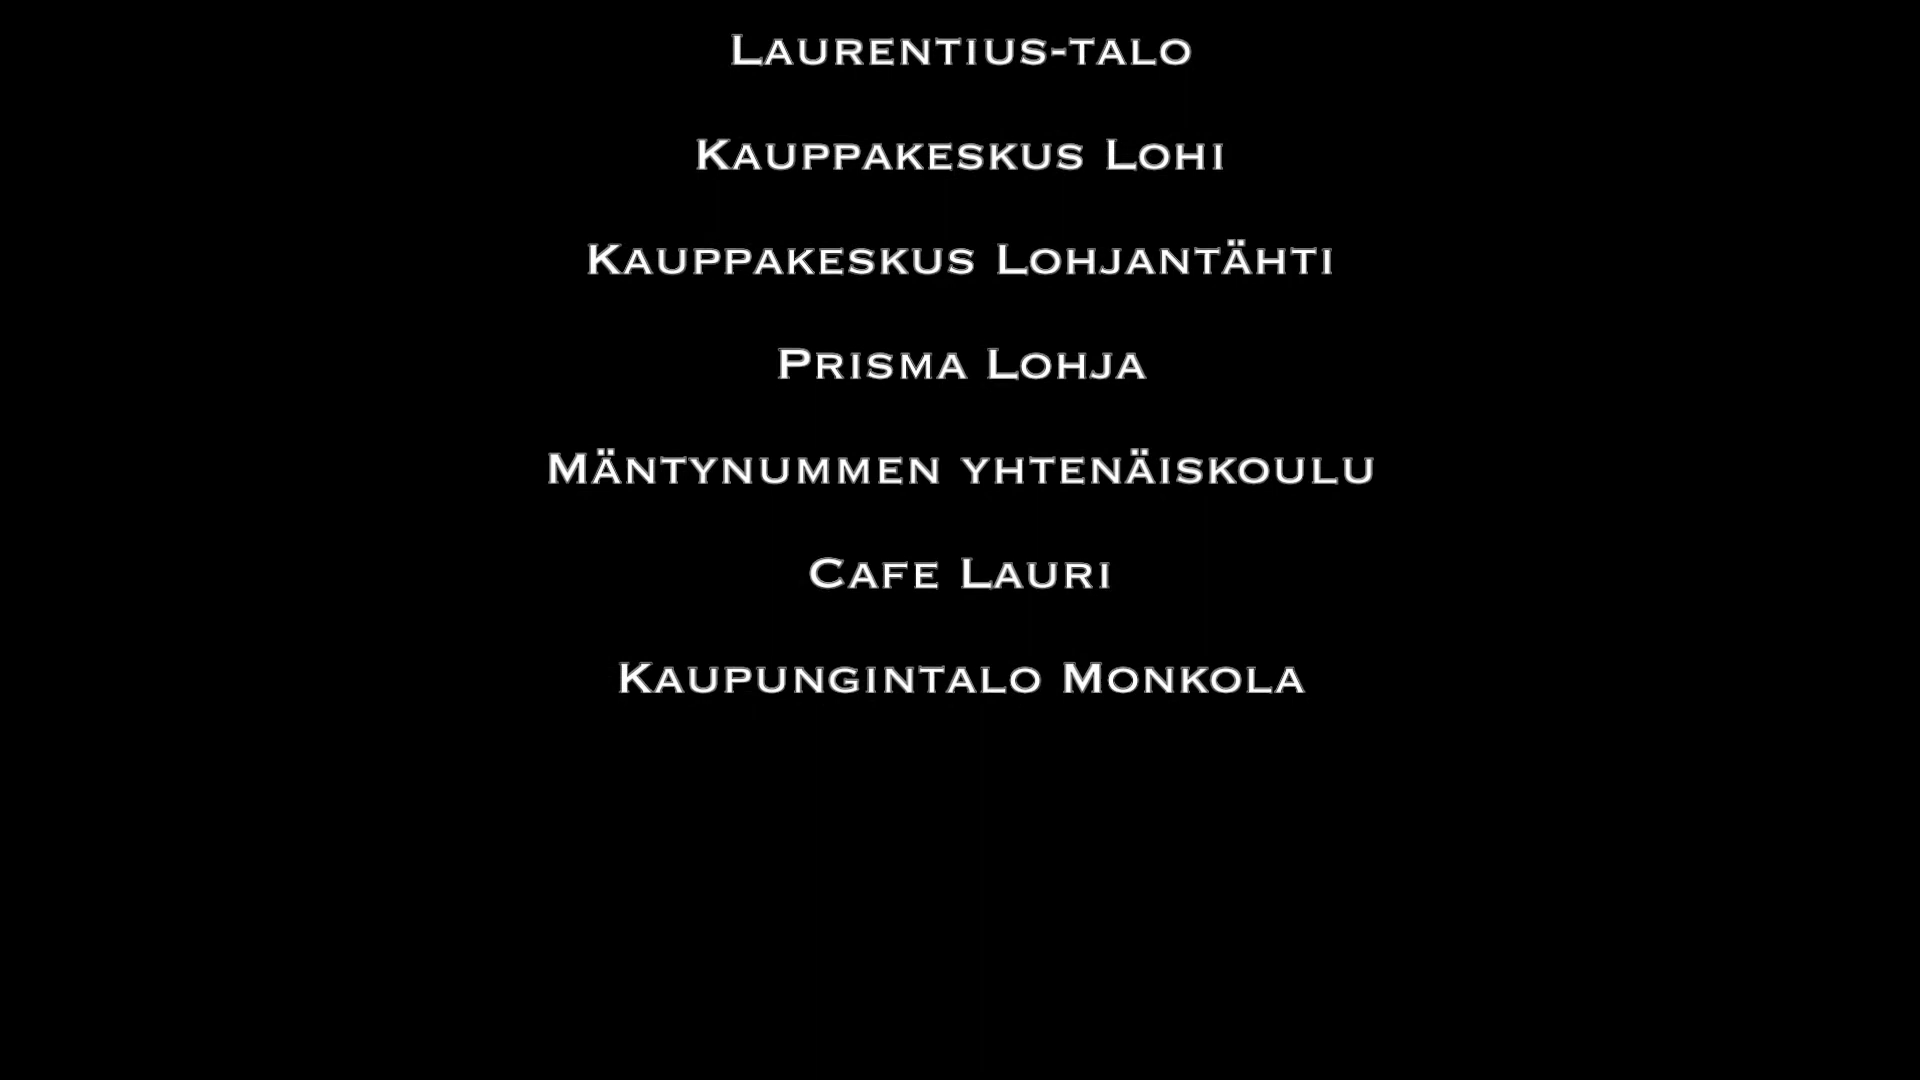 Laurentius-talo
Kauppakeskus Lohi
Kauppakeskus Lohjantähti
Prisma Lohja
Mäntynummen yhtenäiskoulu
Cafe Lauri
Kaupungintalo Monkola